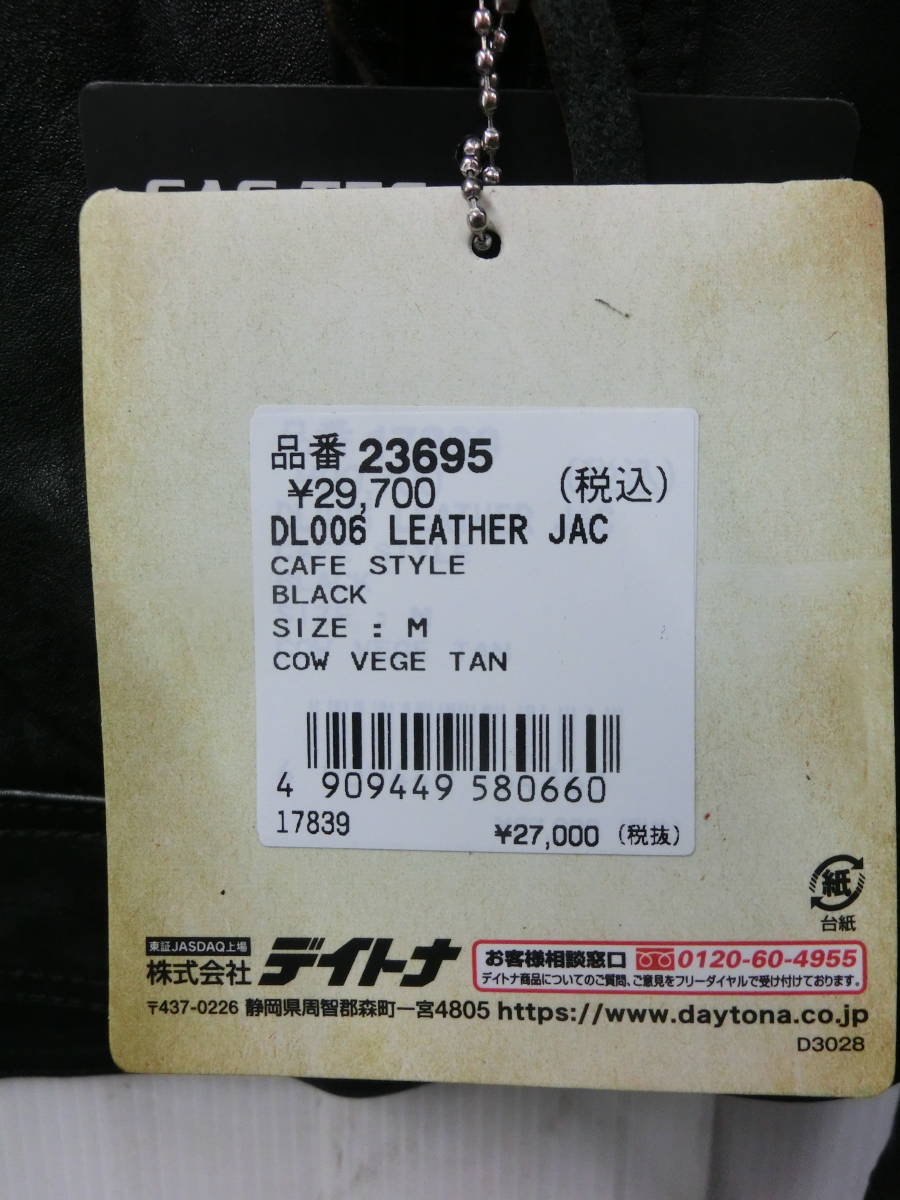 品番 23695
¥29,700 (税込)
DL006 LEATHER JAC
CAFE STYLE
BLACK
SIZE : M
COW VEGE TAN
4 909449 580660
17839 ¥27,000 (税抜)
紙
台紙
東証JASDAQ上場
株式会社 デイトナ
お客様相談窓口 0120-60-4955
デイトナ商品についてのご質問、ご意見をフリーダイヤルで受け付けております。
〒437-0226 静岡県周智郡森町一宮4805 https://www.daytona.co.jp
D3028